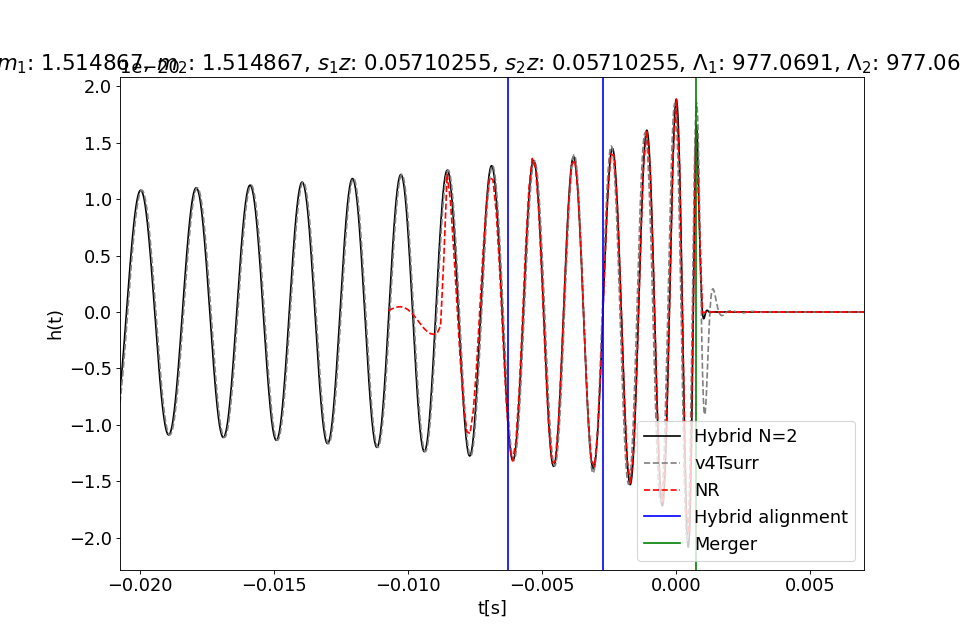 m₁: 1.514867, m₂: 1.514867, s₁z: 0.05710255, s₂z: 0.05710255, Λ₁: 977.0691, Λ₂: 977.06
1e−20
2.0
1.5
1.0
0.5
0.0
−0.5
−1.0
−1.5
−2.0
h(t)
Hybrid N=2
v4Tsurr
NR
Hybrid alignment
Merger
−0.020
−0.015
−0.010
−0.005
0.000
0.005
t[s]